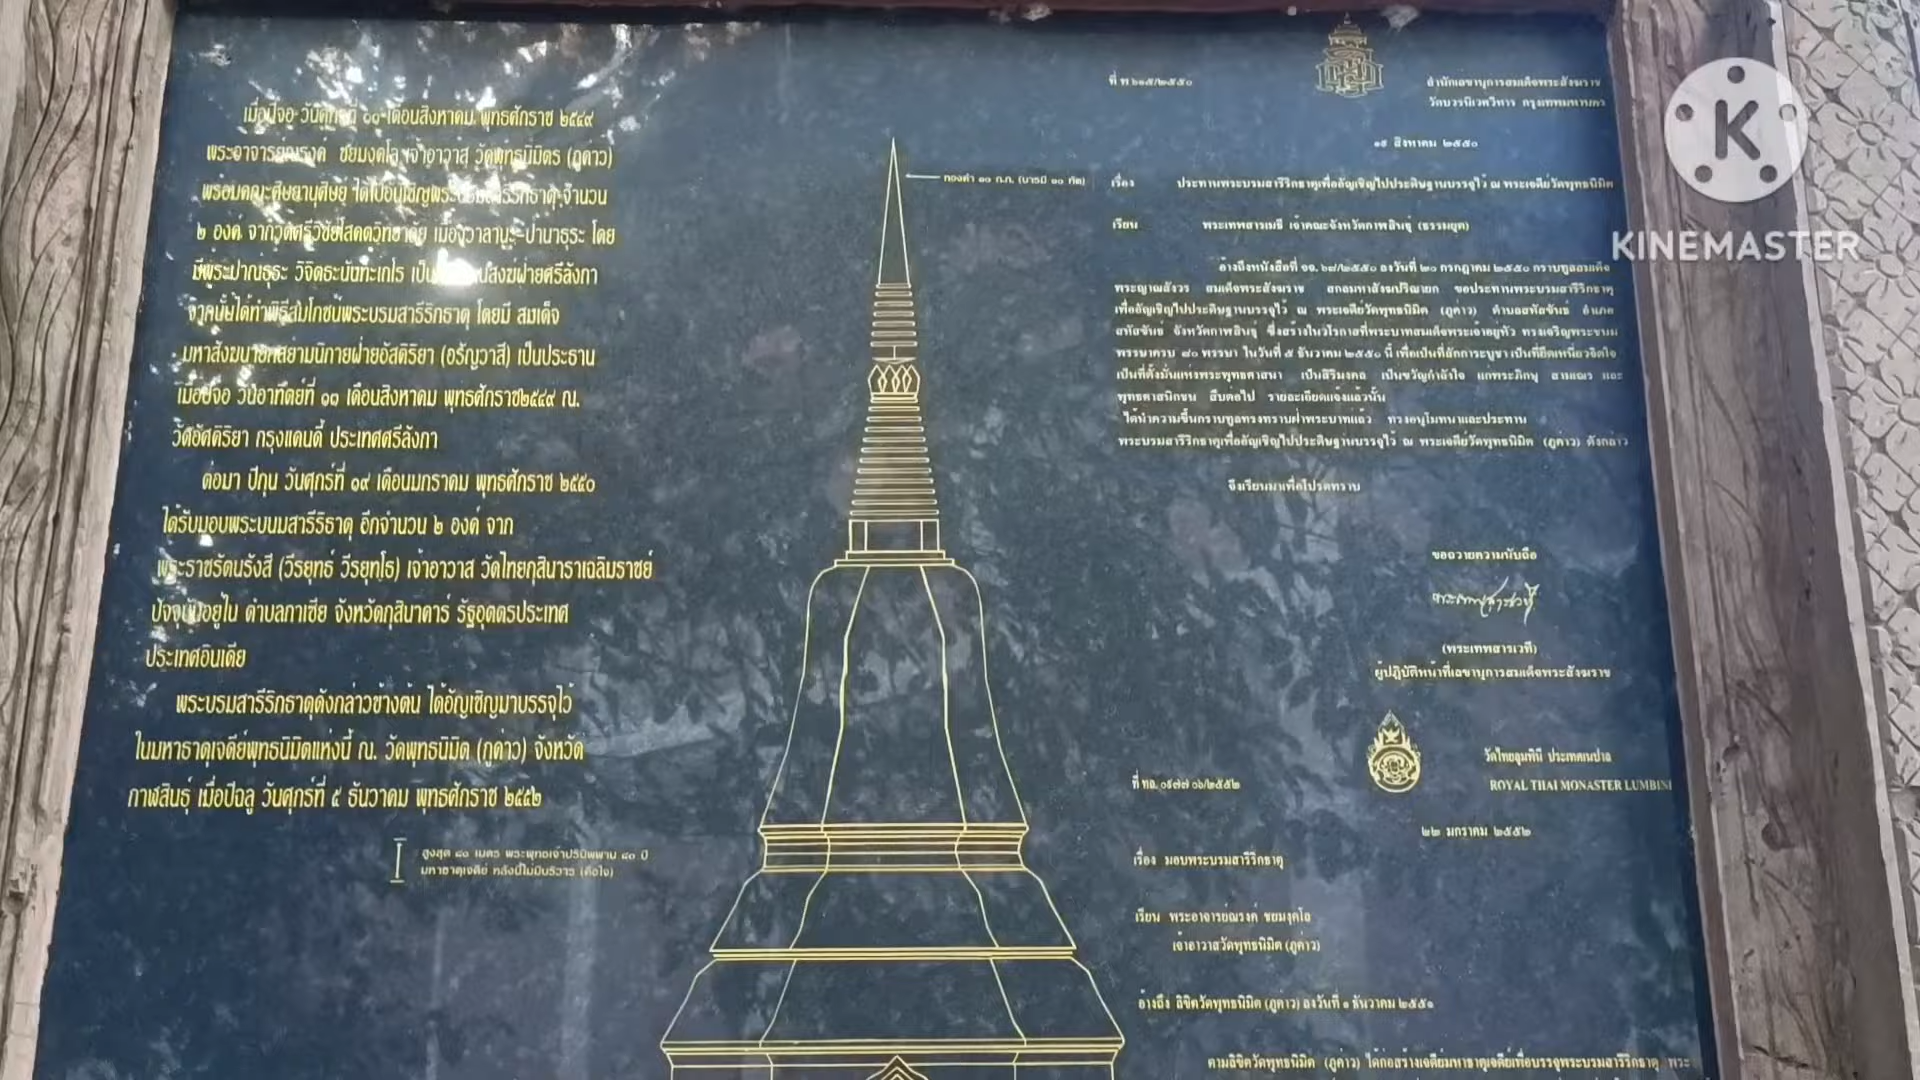 เมื่อปีจอ วันศุกร์ที่ ๑๑ เดือนสิงหาคม พุทธศักราช ๒๕๔๙
พระอาจารย์ณรงค์ ชยมงฺคโล เจ้าอาวาส วัดพุทธนิมิตร (ภูค่าว)
พร้อมคณะศิษยานุศิษย์ ได้ไปอันเชิญพระบรมสารีริกธาตุ จำนวน
๒ องค์ จากวัดศรีวิชัยโสคตวิทยาลัย เมืองวาลานะ-ปานาธุระ โดย
มีพระปาณธุระ วิจิตธะนันทะเถโร เป็น
จากนั้นได้ทำพิธีสมโภชน์พระบรมสารีริกธาตุ โดยมี สมเด็จ
มหาสังฆนายกสยามนิกายฝ่ายอัสคิริยา (อรัญวาสี) เป็นประธาน
เมื่อปีจอ วันอาทิตย์ที่ ๑๓ เดือนสิงหาคม พุทธศักราช๒๕๔๙ ณ.
วัดอัสคิริยา กรุงแคนดี้ ประเทศศรีลังกา
ต่อมา ปีกุน วันศุกร์ที่ ๑๙ เดือนมกราคม พุทธศักราช ๒๕๕๐
ได้รับมอบพระบนมสารีริธาตุ อีกจำนวน ๒ องค์ จาก
พระราชรัตนรังสี (วีรยุทธ์ วีรยุทฺโธ) เจ้าอาวาส วัดไทยกุสินาราเฉลิมราชย์
ปัจจุบันอยู่ใน ตำบลกาเซีย จังหวัดกุสินาคาร์ รัฐอุตตรประเทศ
ประเทศอินเดีย
พระบรมสารีริกธาตุดังกล่าวข้างต้น ได้อัญเชิญมาบรรจุไว้
ในมหาธาตุเจดีย์พุทธนิมิตแห่งนี้ ณ. วัดพุทธนิมิต (ภูค่าว) จังหวัด
กาฬสินธุ์ เมื่อปีฉลู วันศุกร์ที่ ๕ ธันวาคม พุทธศักราช ๒๕๕๒
สูงสุด ๘๐ เมตร พระพุทธเจ้าปรินิพพาน ๘๐ ปี
มหาธาตุเจดีย์ หลังนี้ไม่มีบริวาว (คือใจ)
ทองคำ ๓๐ ก.ก. (บารมี ๓๐ ทัศ)
ที่ พ ๖๑๕/๒๕๕๐
สำนักเลขานุการสมเด็จพระสังฆราช
วัดบวรนิเวศวิหาร กรุงเทพมหานคร
๑๕ สิงหาคม ๒๕๕๐
เรื่อง ประทานพระบรมสารีริกธาตุเพื่ออัญเชิญไปประดิษฐานบรรจุไว้ ณ พระเจดีย์วัดพุทธนิมิต
เรียน พระเทพสารเมธี เจ้าคณะจังหวัดกาฬสินธุ์ (ธรรมยุต)
อ้างถึงหนังสือที่ จจ. ๖๘/๒๕๕๐ ลงวันที่ ๒๐ กรกฎาคม ๒๕๕๐ กราบทูลสมเด็จ
พระญาณสังวร สมเด็จพระสังฆราช สกลมหาสังฆปริณายก ขอประทานพระบรมสารีริกธาตุ
เพื่ออัญเชิญไปประดิษฐานบรรจุไว้ ณ พระเจดีย์วัดพุทธนิมิต (ภูค่าว) ตำบลสหัสขันธ์ อำเภอ
สหัสขันธ์ จังหวัดกาฬสินธุ์ ซึ่งสร้างในวโรกาสที่พระบาทสมเด็จพระเจ้าอยู่หัว ทรงเจริญพระชนม
พรรษาครบ ๘๐ พรรษา ในวันที่ ๕ ธันวาคม ๒๕๕๐ นี้ เพื่อเป็นที่สักการะบูชา เป็นที่ยึดเหนี่ยวจิตใจ
เป็นที่ตั้งมั่นแห่งพระพุทธศาสนา เป็นสิริมงคล เป็นขวัญกำลังใจ แก่พระภิกษุ สามเณร และ
พุทธศาสนิกชน สืบต่อไป รายละเอียดแจ้งแล้วนั้น
ได้นำความขึ้นกราบทูลทรงทราบฝ่าพระบาทแล้ว ทรงอนุโมทนาและประทาน
พระบรมสารีริกธาตุเพื่ออัญเชิญไปประดิษฐานบรรจุไว้ ณ พระเจดีย์วัดพุทธนิมิต (ภูค่าว) ดังกล่าว
จึงเรียนมาเพื่อโปรดทราบ
ขอถวายความนับถือ
(พระเทพสารเวที)
ผู้ปฏิบัติหน้าที่เลขานุการสมเด็จพระสังฆราช
วัดไทยลุมพินี ประเทศเนปาล
ที่ ทล. ๐๕๗๗ ๐๖/๒๕๕๒
ROYAL THAI MONASTER LUMBINI
๒๒ มกราคม ๒๕๕๒
เรื่อง มอบพระบรมสารีริกธาตุ
เรียน พระอาจารย์ณรงค์ ชยมงฺคโล
เจ้าอาวาสวัดพุทธนิมิต (ภูค่าว)
อ้างถึง ลิขิตวัดพุทธนิมิต (ภูค่าว) ลงวันที่ ๑ ธันวาคม ๒๕๕๑
ตามลิขิตวัดพุทธนิมิต (ภูค่าว) ได้ก่อสร้างเจดีย์มหาธาตุเจดีย์เพื่อบรรจุพระบรมสารีริกธาตุ พระ
KINEMASTER